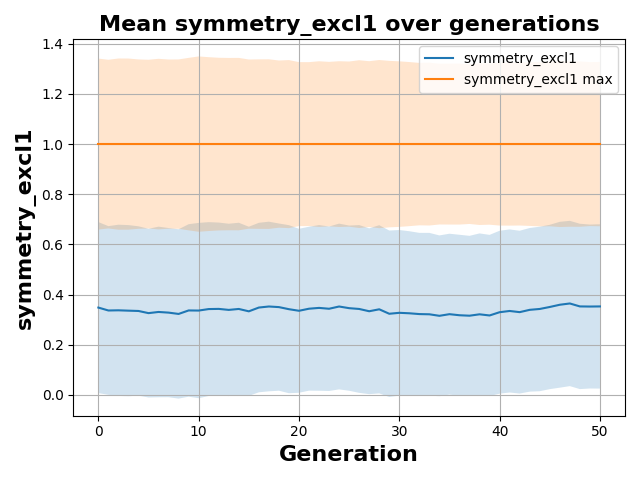 Mean symmetry_excl1 over generations
symmetry_excl1
symmetry_excl1 max
1.4
1.2
1.0
0.8
0.6
0.4
0.2
0.0
symmetry_excl1
0 10 20 30 40 50
Generation